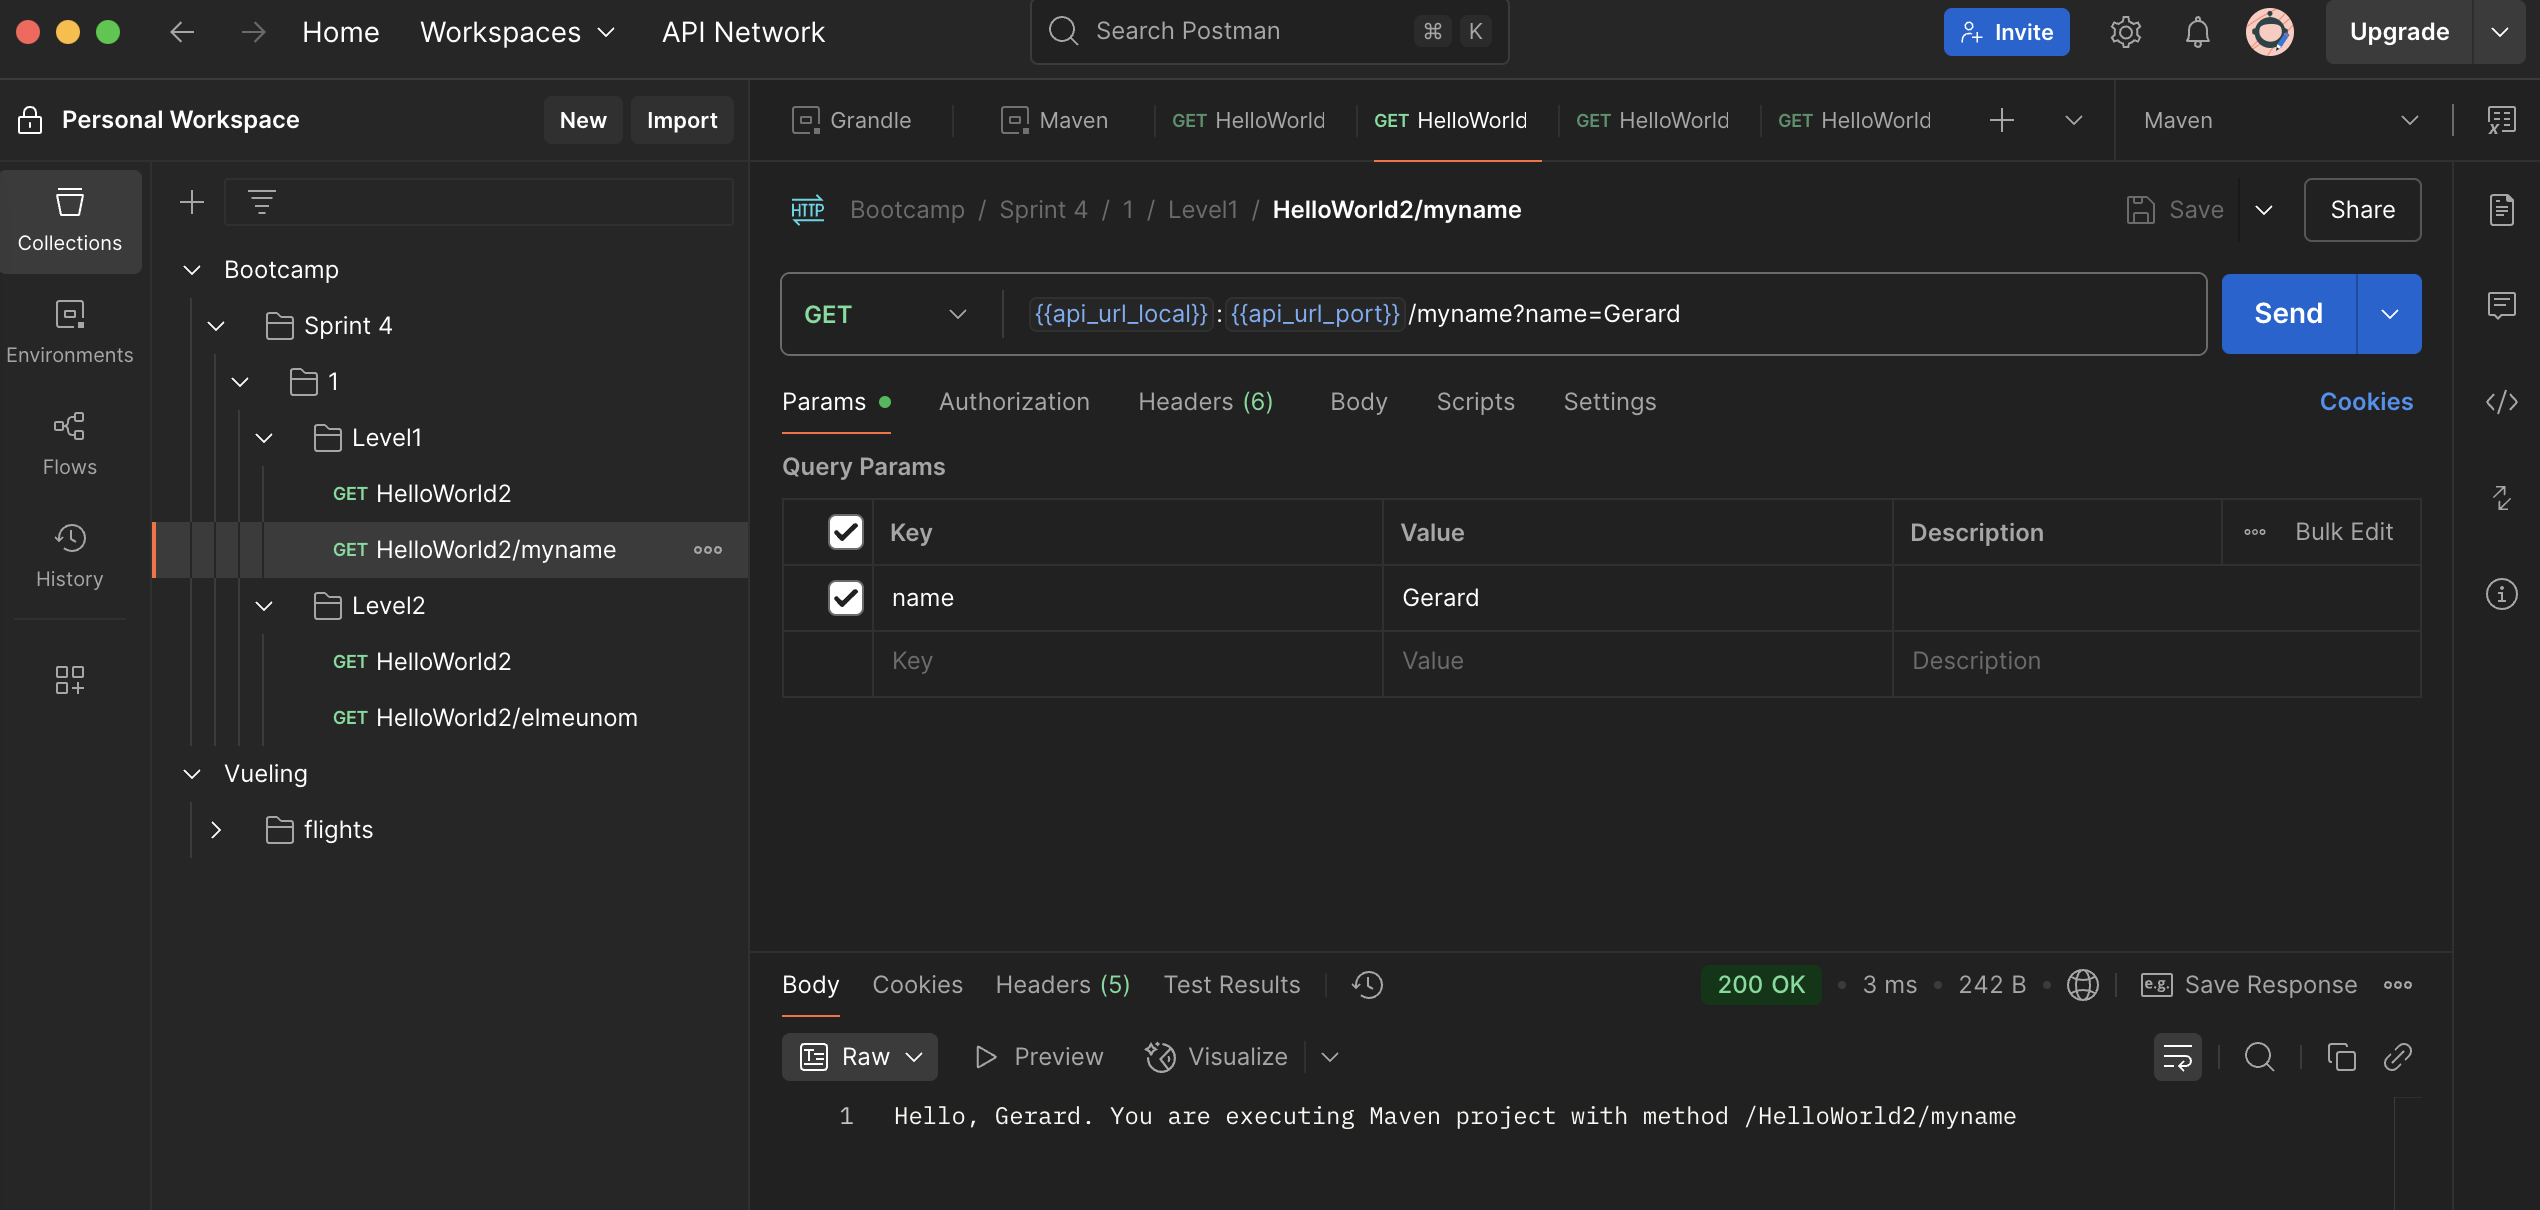 Home Workspaces API Network Search Postman ⌘ K Invite Upgrade
Personal Workspace New Import
Grandle Maven GET HelloWorld GET HelloWorld GET HelloWorld GET HelloWorld Maven
Collections
Environments
Flows
History
Bootcamp
Sprint 4
1
Level1
GET HelloWorld2
GET HelloWorld2/myname
Level2
GET HelloWorld2
GET HelloWorld2/elmeunom
Vueling
flights
HTTP Bootcamp / Sprint 4 / 1 / Level1 / HelloWorld2/myname Save Share
GET {{api_url_local}}:{{api_url_port}}/myname?name=Gerard Send
Params Authorization Headers (6) Body Scripts Settings Cookies
Query Params
Key Value Description Bulk Edit
name Gerard
Key Value Description
Body Cookies Headers (5) Test Results 200 OK 3 ms 242 B e.g. Save Response
Raw Preview Visualize
1 Hello, Gerard. You are executing Maven project with method /HelloWorld2/myname